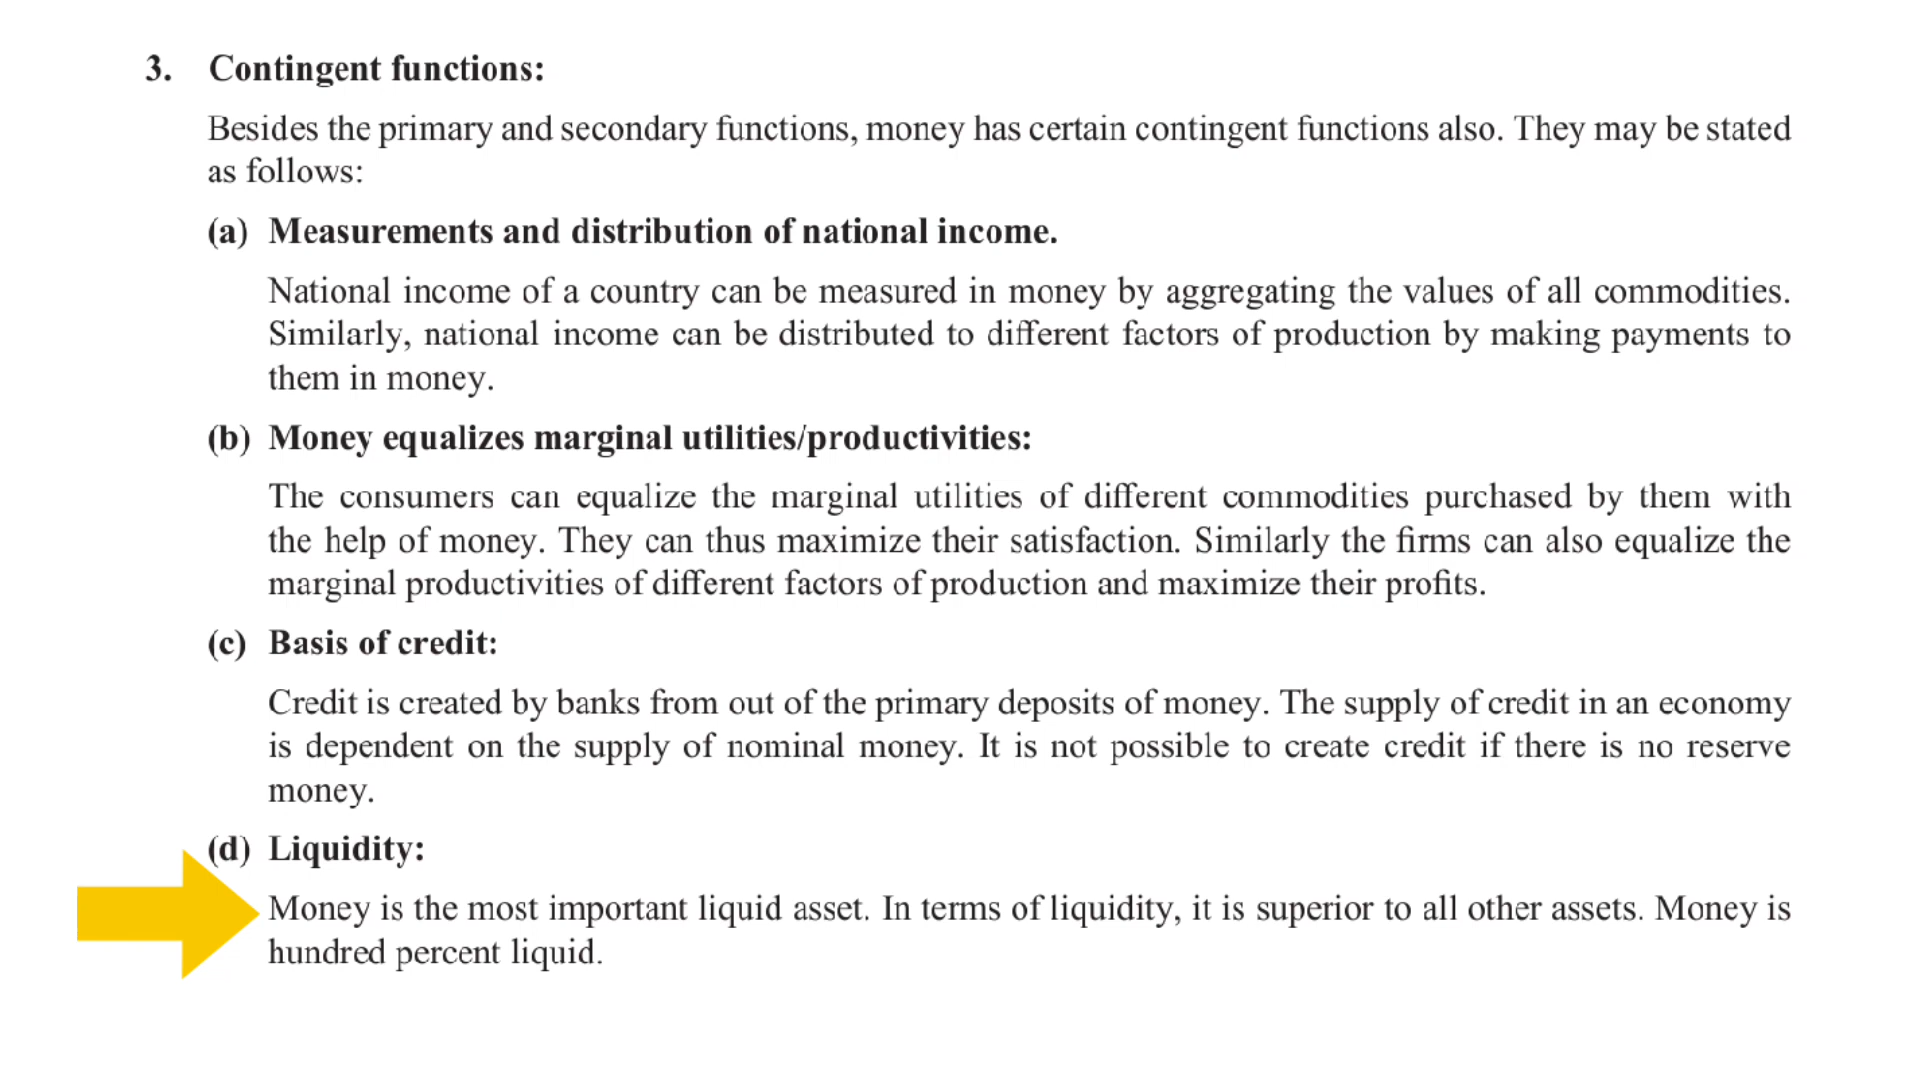 3. Contingent functions:
Besides the primary and secondary functions, money has certain contingent functions also. They may be stated
as follows:
(a) Measurements and distribution of national income.
National income of a country can be measured in money by aggregating the values of all commodities.
Similarly, national income can be distributed to different factors of production by making payments to
them in money.
(b) Money equalizes marginal utilities/productivities:
The consumers can equalize the marginal utilities of different commodities purchased by them with
the help of money. They can thus maximize their satisfaction. Similarly the firms can also equalize the
marginal productivities of different factors of production and maximize their profits.
(c) Basis of credit:
Credit is created by banks from out of the primary deposits of money. The supply of credit in an economy
is dependent on the supply of nominal money. It is not possible to create credit if there is no reserve
money.
(d) Liquidity:
Money is the most important liquid asset. In terms of liquidity, it is superior to all other assets. Money is
hundred percent liquid.